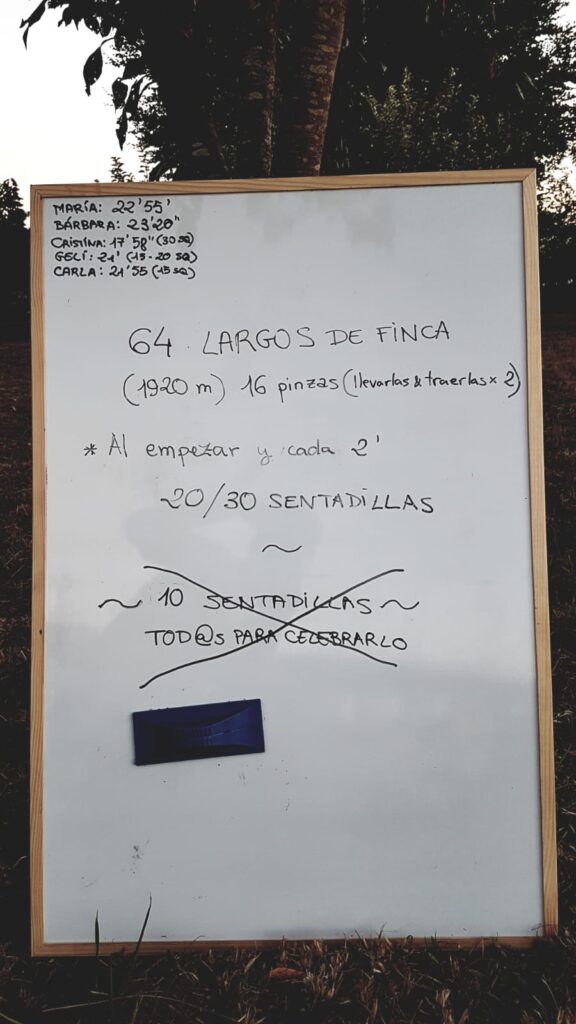 MARÍA: 22'55'
BÁRBARA: 23'20"
CRISTINA: 17'58" (30 SQ)
GELI: 21' (15-20 SQ)
CARLA: 21'55 (15 SQ)
64 LARGOS DE FINCA
(1920 m) 16 pinzas (llevarlas & traerlas x 2)
* Al empezar y cada 2'
20/30 SENTADILLAS
~
~ 10 SENTADILLAS ~
TOD@S PARA CELEBRARLO